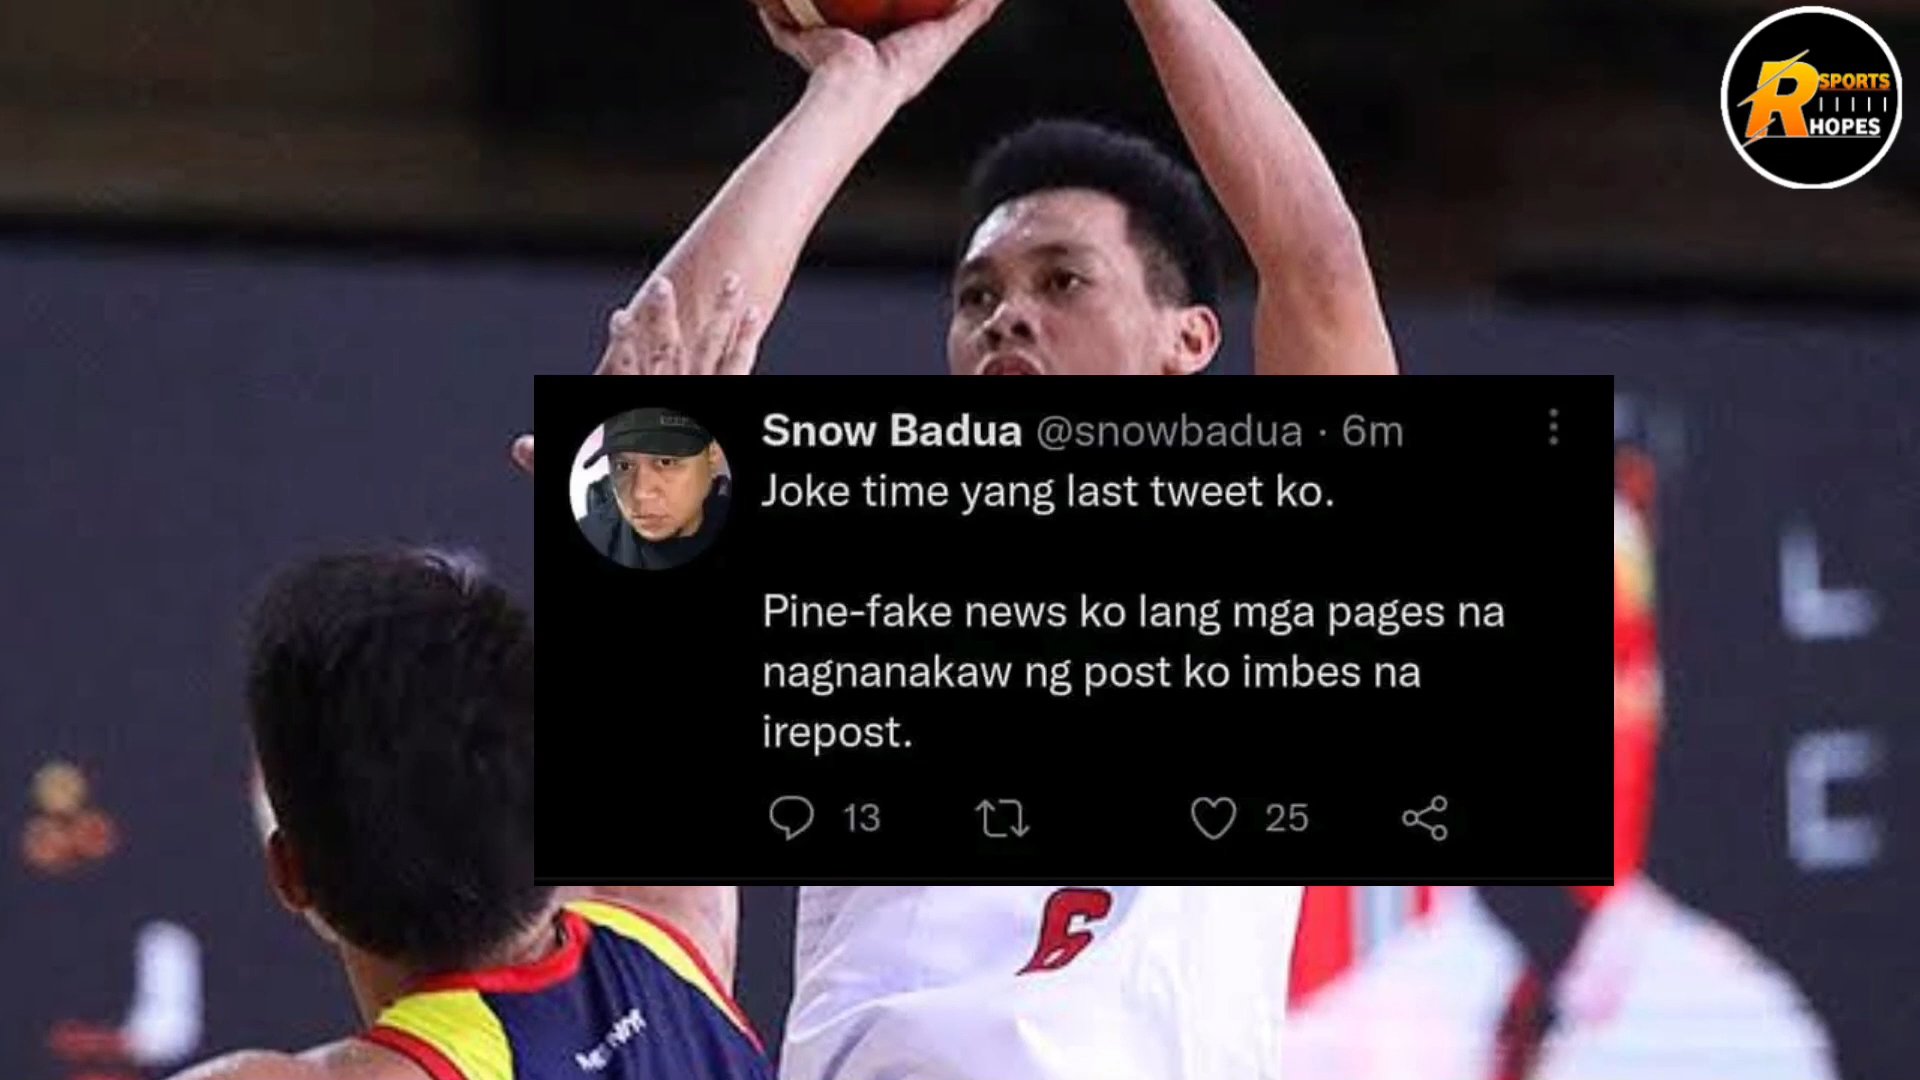 SPORTS
R
HOPES
Snow Badua @snowbadua · 6m
Joke time yang last tweet ko.
Pine-fake news ko lang mga pages na
nagnanakaw ng post ko imbes na
irepost.
13 25
L
C
6